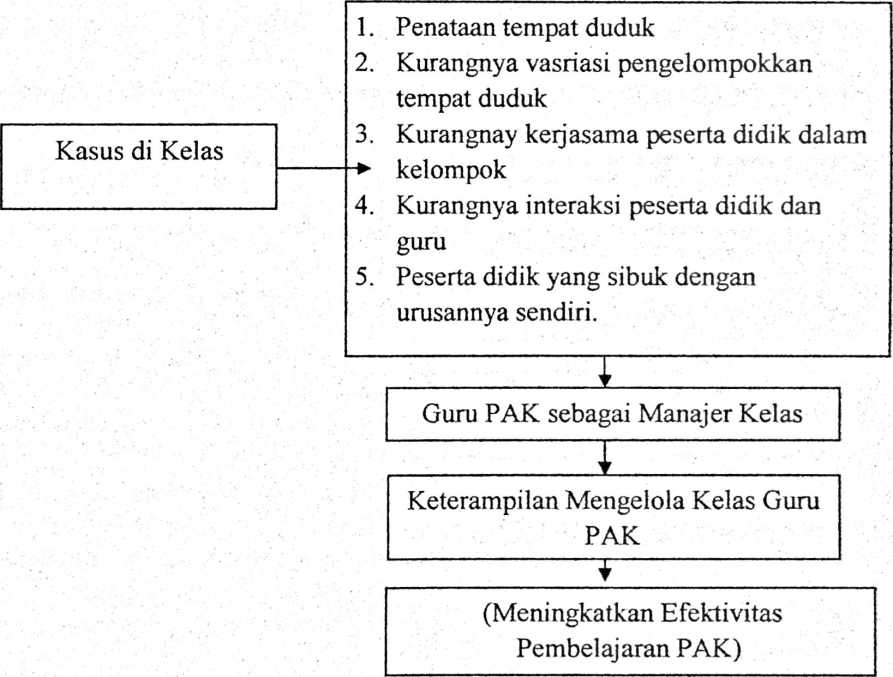 Kasus di Kelas
1. Penataan tempat duduk
2. Kurangnya vasriasi pengelompokkan
tempat duduk
3. Kurangnay kerjasama peserta didik dalam
kelompok
4. Kurangnya interaksi peserta didik dan
guru
5. Peserta didik yang sibuk dengan
urusannya sendiri.
Guru PAK sebagai Manajer Kelas
Keterampilan Mengelola Kelas Guru
PAK
(Meningkatkan Efektivitas
Pembelajaran PAK)